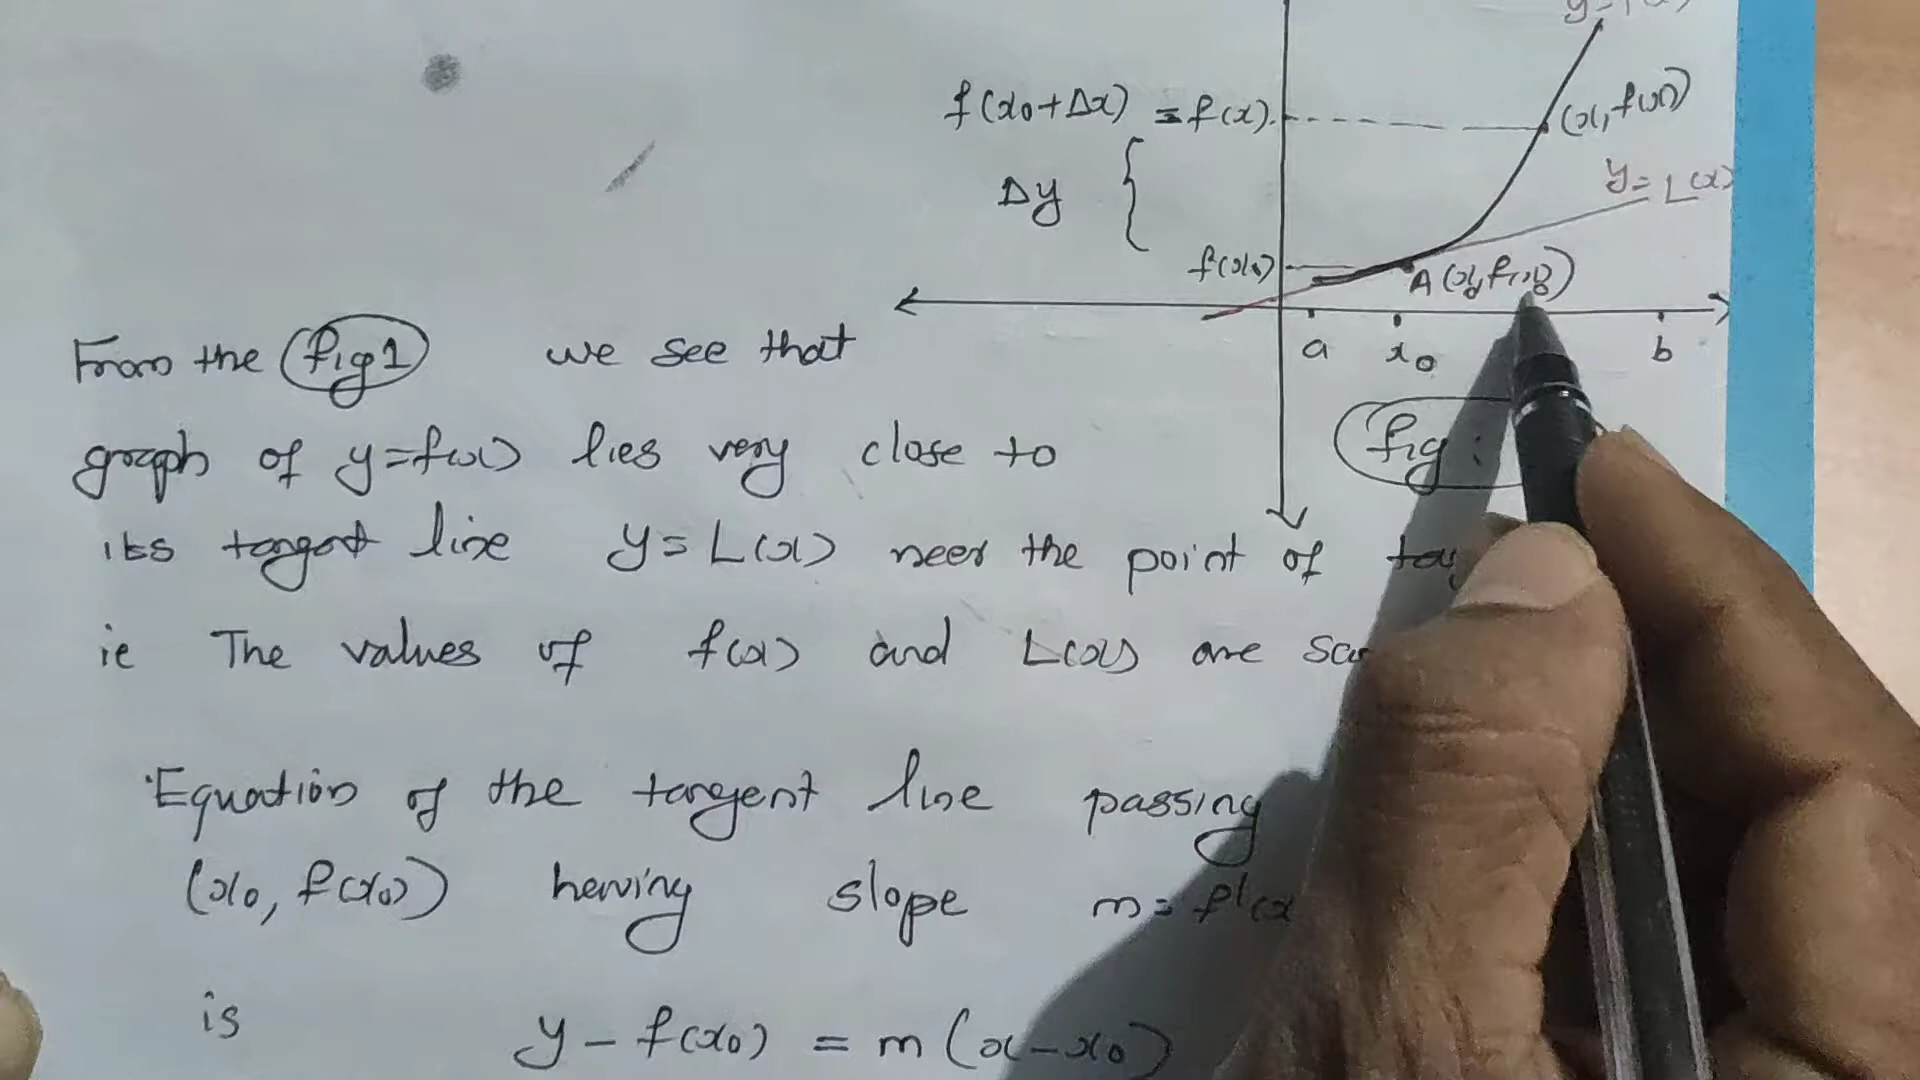 f(x₀+Δx) = f(x)
(x, f(x))
Δy
y = L(x)
f(x₀)
A (x₀, f(x₀))
a x₀ b
From the fig 1 we see that
fig:
graph of y=f(x) lies very close to
its tangent line y = L(x) near the point of
ie The values of f(x) and L(x) are
Equation of the tangent line passing
(x₀, f(x₀)) having slope m = f'(x
is y - f(x₀) = m (x - x₀)